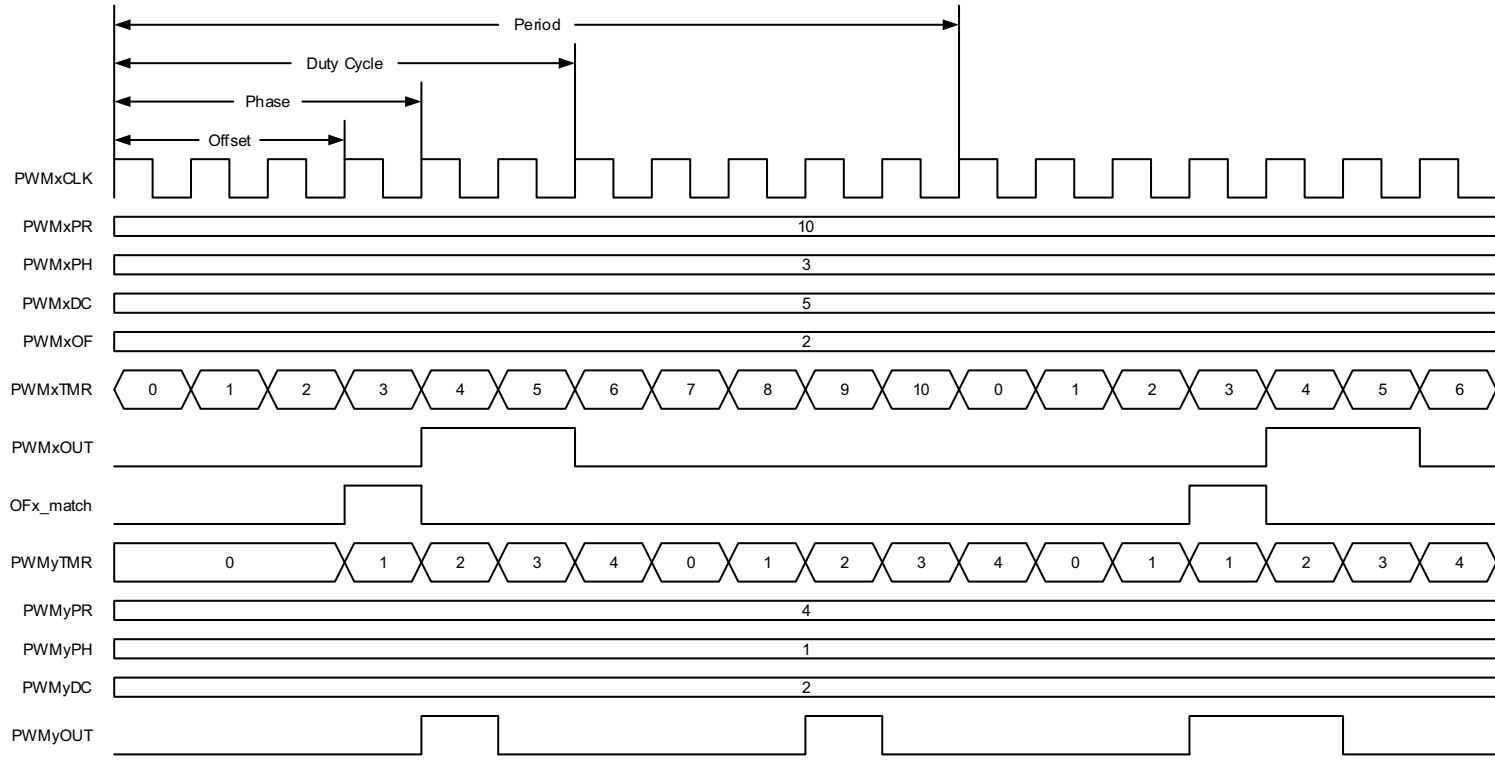 Period
Duty Cycle
Phase
Offset
PWMxCLK
PWMxPR 10
PWMxPH 3
PWMxDC 5
PWMxOF 2
PWMxTMR 0 1 2 3 4 5 6 7 8 9 10 0 1 2 3 4 5 6
PWMxOUT
OFx_match
PWMyTMR 0 1 2 3 4 0 1 2 3 4 0 1 1 2 3 4
PWMyPR 4
PWMyPH 1
PWMyDC 2
PWMyOUT